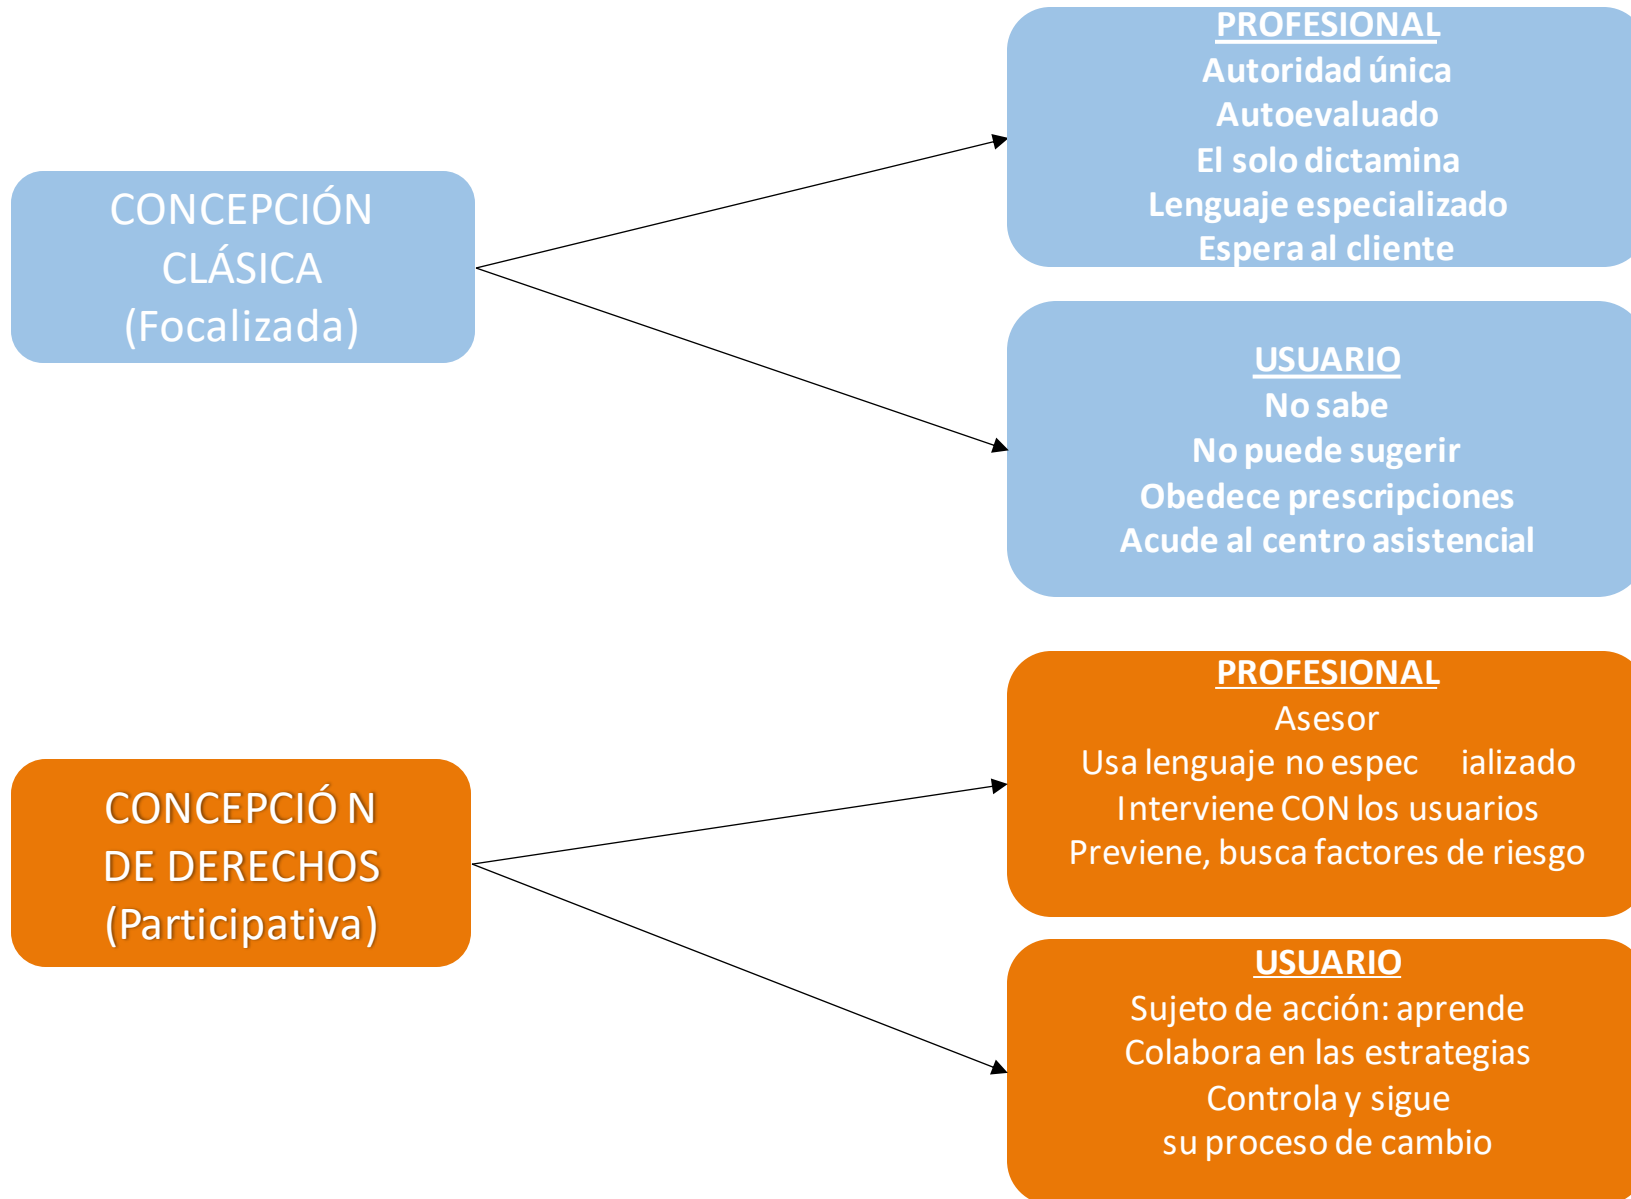 CONCEPCIÓN
CLÁSICA
(Focalizada)
PROFESIONAL
Autoridad única
Autoevaluado
El solo dictamina
Lenguaje especializado
Espera al cliente
USUARIO
No sabe
No puede sugerir
Obedece prescripciones
Acude al centro asistencial
CONCEPCIÓ N
DE DERECHOS
(Participativa)
PROFESIONAL
Asesor
Usa lenguaje no espec ializado
Interviene CON los usuarios
Previene, busca factores de riesgo
USUARIO
Sujeto de acción: aprende
Colabora en las estrategias
Controla y sigue
su proceso de cambio